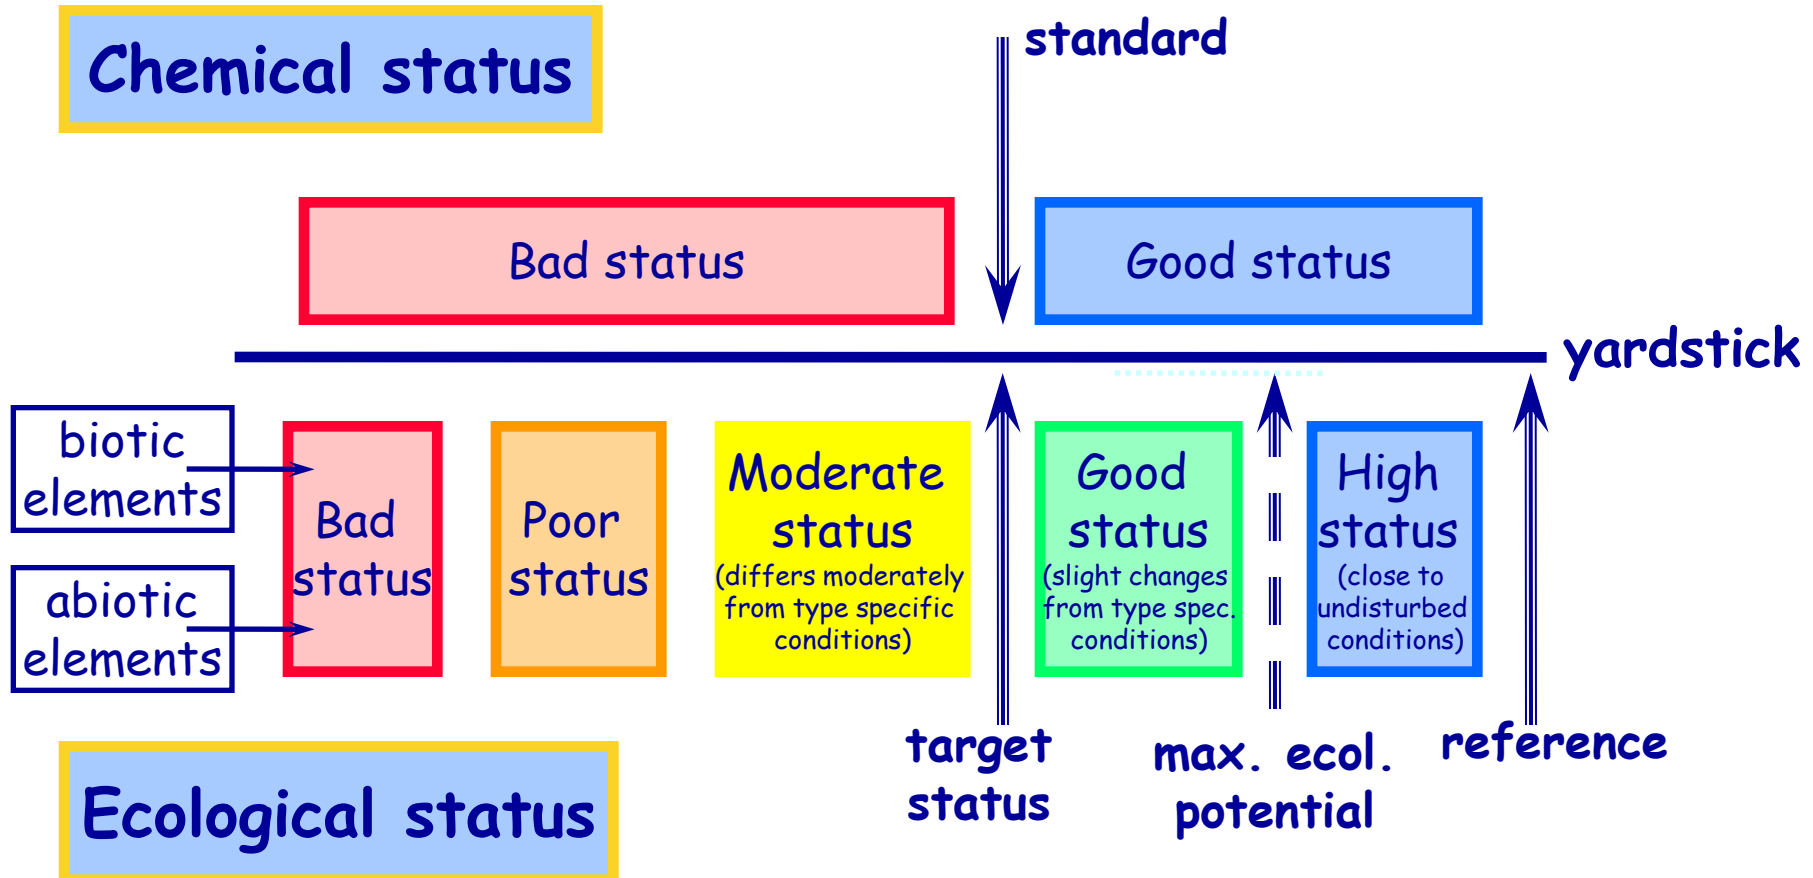 Chemical status
standard
Bad status
Good status
yardstick
biotic
elements
abiotic
elements
Bad
status
Poor
status
Moderate
status
(differs moderately
from type specific
conditions)
Good
status
(slight changes
from type spec.
conditions)
High
status
(close to
undisturbed
conditions)
target
status
max. ecol.
potential
reference
Ecological status